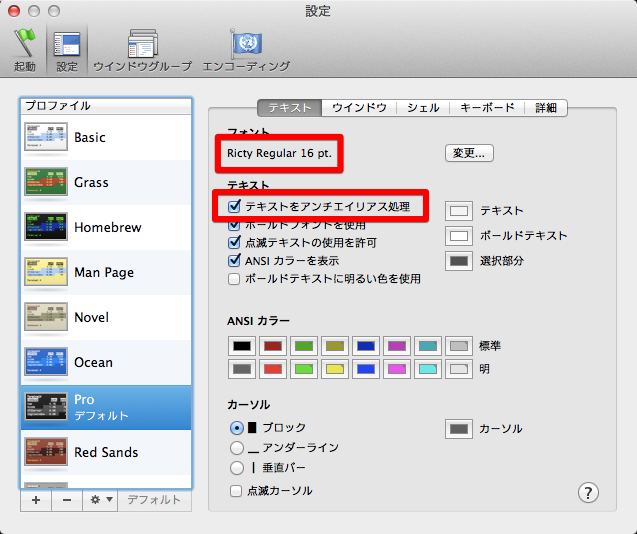 設定
起動 設定 ウインドウグループ エンコーディング
プロファイル
Basic
Grass
Homebrew
Man Page
Novel
Ocean
Pro
デフォルト
Red Sands
+ − デフォルト
テキスト ウインドウ シェル キーボード 詳細
フォント
Ricty Regular 16 pt. 変更...
テキスト
テキストをアンチエイリアス処理 テキスト
ボールドフォントを使用 ボールドテキスト
点滅テキストの使用を許可
ANSI カラーを表示 選択部分
ボールドテキストに明るい色を使用
ANSI カラー
標準
明
カーソル
ブロック カーソル
アンダーライン
垂直バー
点滅カーソル
?